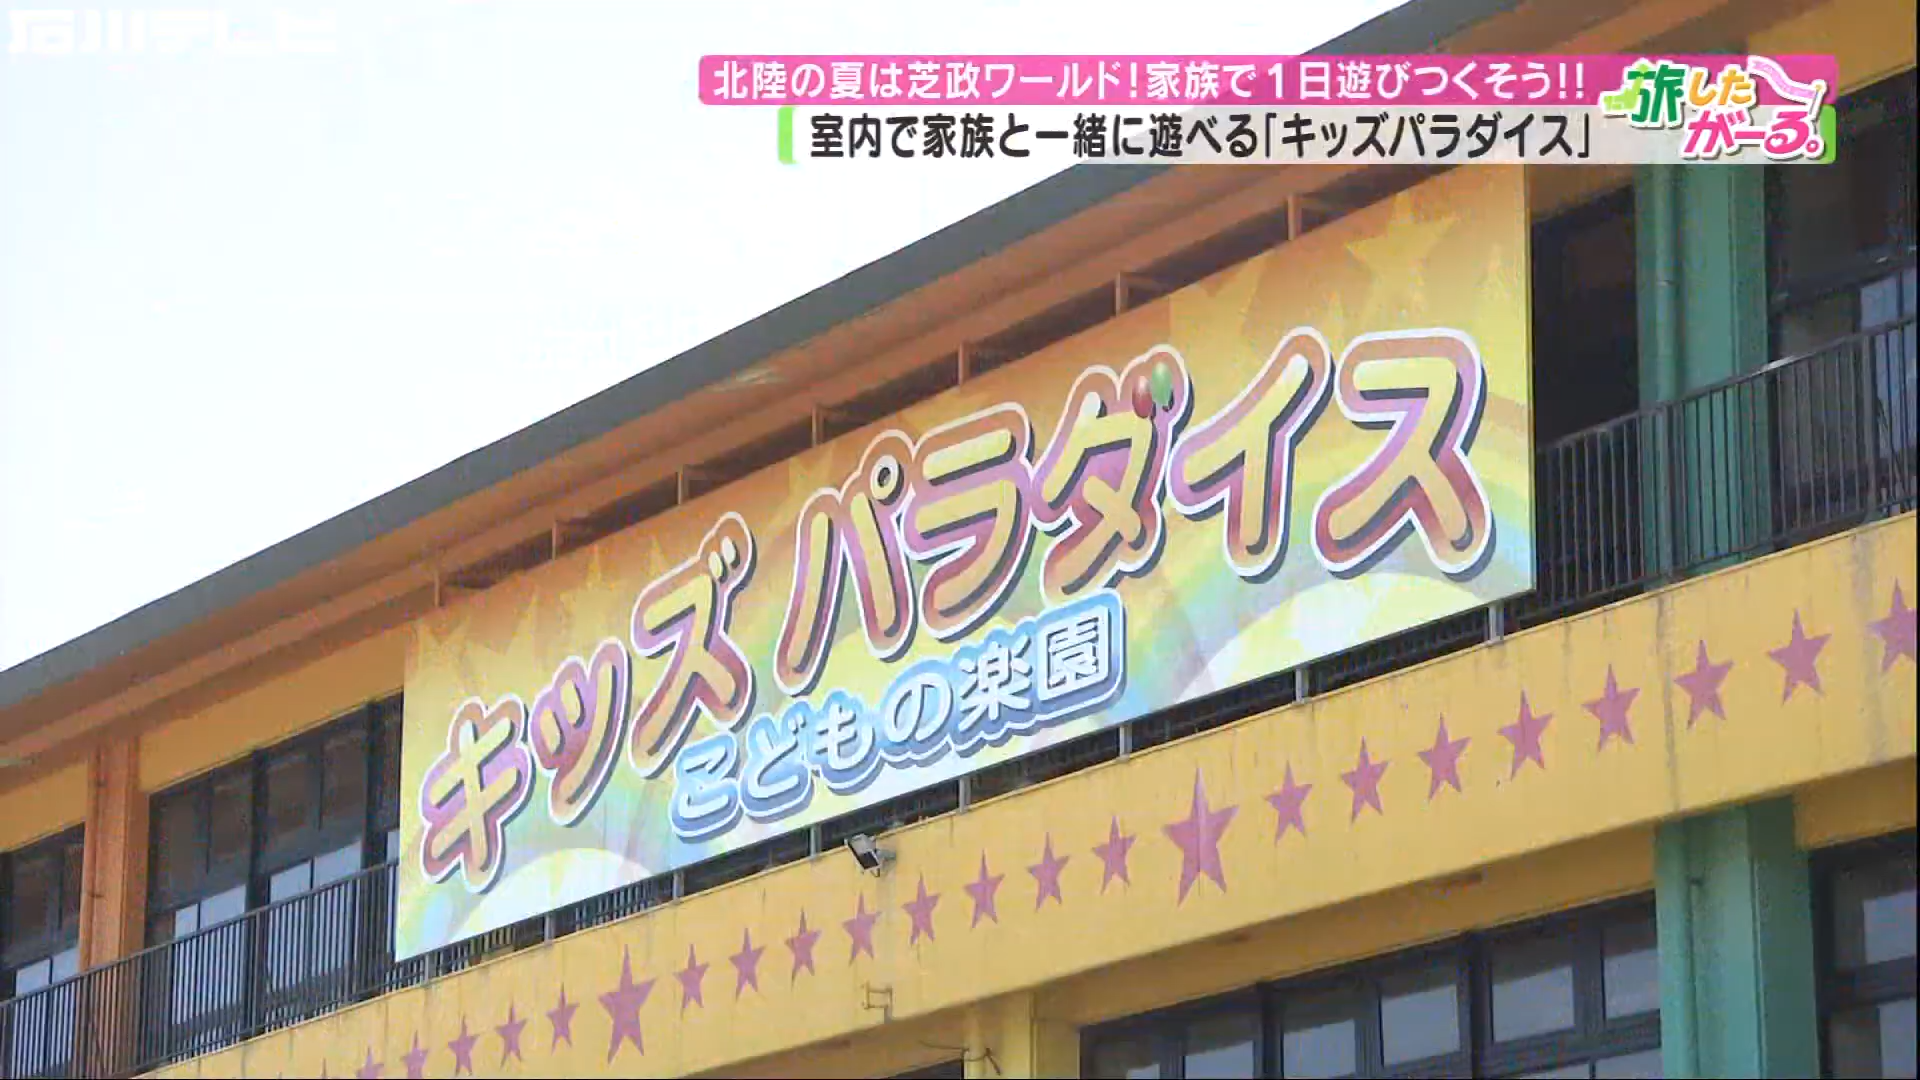 石川テレビ
北陸の夏は芝政ワールド!家族で1日遊びつくそう!!
旅したがーる。
室内で家族と一緒に遊べる「キッズパラダイス」
キッズパラダイス
こどもの楽園